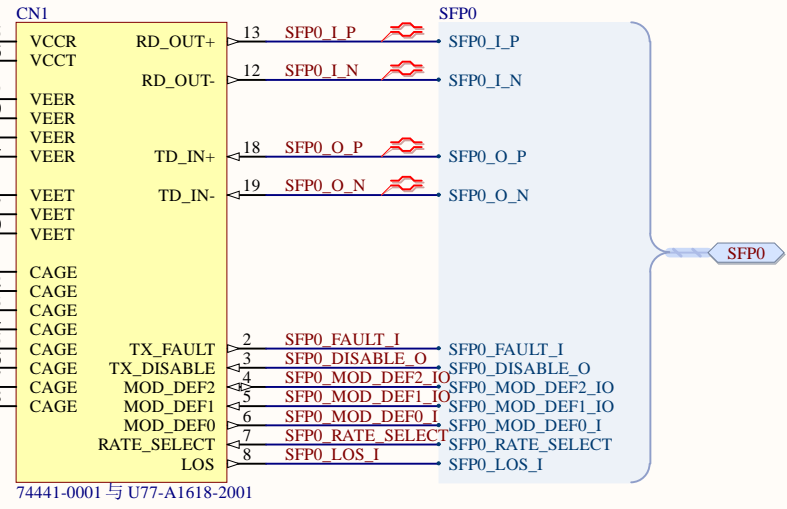 CN1
SFP0
VCCR
RD_OUT+
13
SFP0_I_P
SFP0_I_P
VCCT
RD_OUT-
12
SFP0_I_N
SFP0_I_N
VEER
VEER
VEER
VEER
TD_IN+
18
SFP0_O_P
SFP0_O_P
VEET
TD_IN-
19
SFP0_O_N
SFP0_O_N
VEET
VEET
SFP0
CAGE
CAGE
CAGE
CAGE
CAGE
TX_FAULT
2
SFP0_FAULT_I
SFP0_FAULT_I
CAGE
TX_DISABLE
3
SFP0_DISABLE_O
SFP0_DISABLE_O
CAGE
MOD_DEF2
4
SFP0_MOD_DEF2_IO
SFP0_MOD_DEF2_IO
CAGE
MOD_DEF1
5
SFP0_MOD_DEF1_IO
SFP0_MOD_DEF1_IO
MOD_DEF0
6
SFP0_MOD_DEF0_I
SFP0_MOD_DEF0_I
RATE_SELECT
7
SFP0_RATE_SELECT
SFP0_RATE_SELECT
LOS
8
SFP0_LOS_I
SFP0_LOS_I
74441-0001 与 U77-A1618-2001